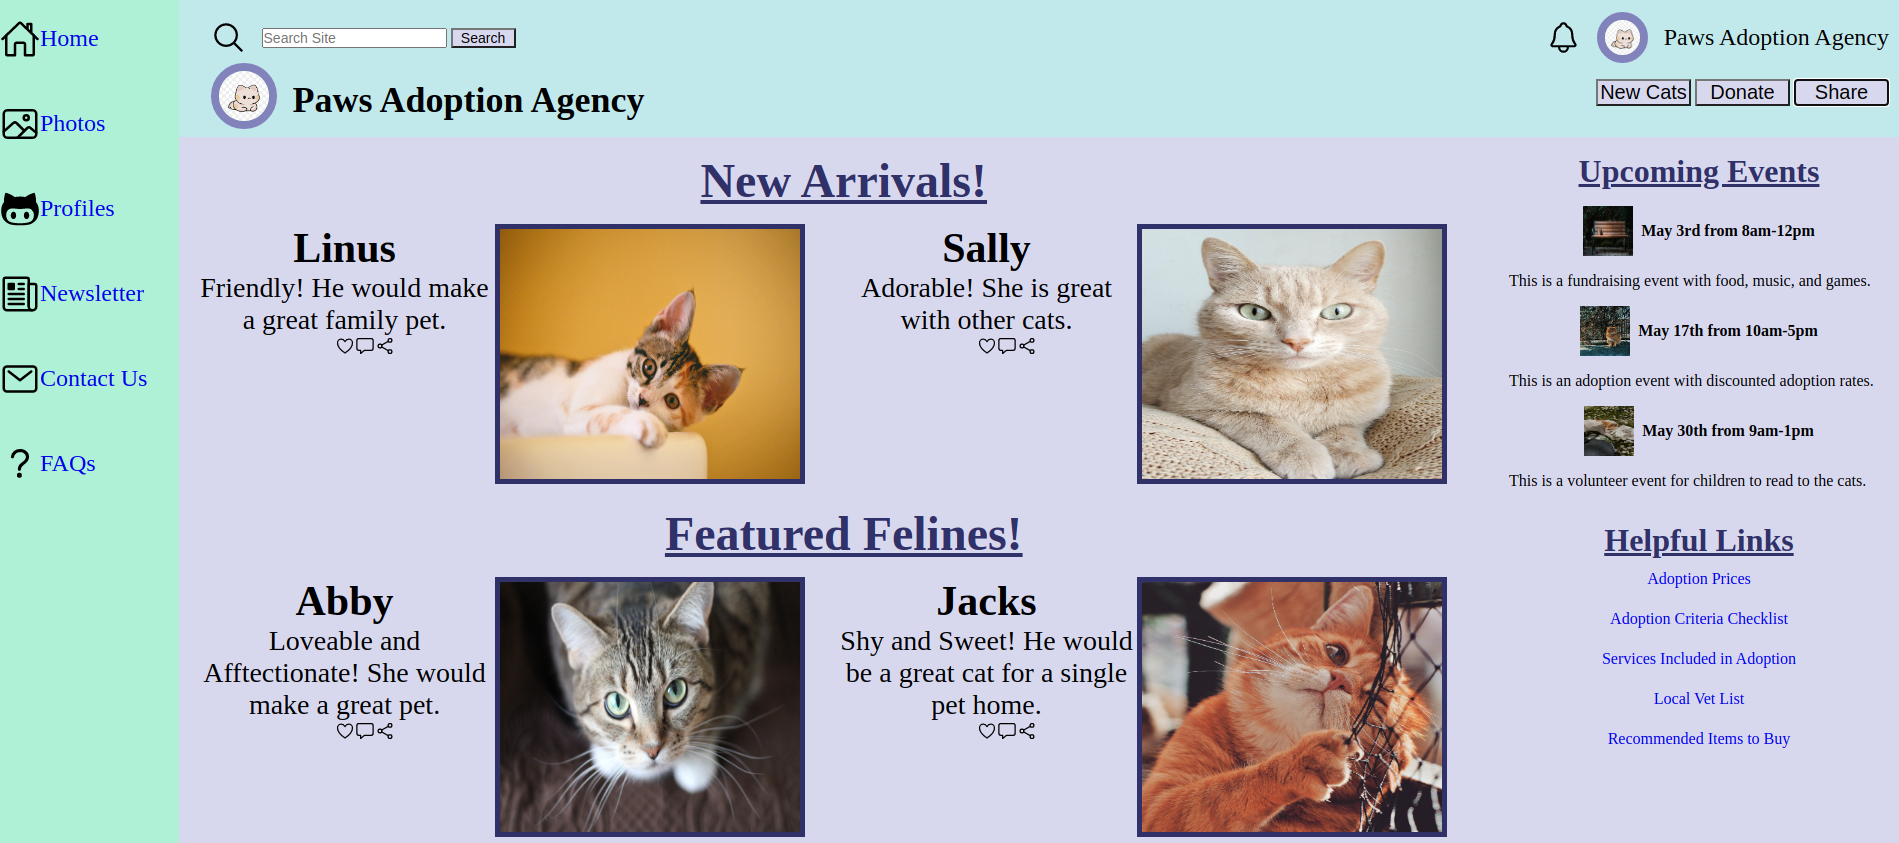 Home
Photos
Profiles
Newsletter
Contact Us
FAQs
Search Site
Search
Paws Adoption Agency
Paws Adoption Agency
New Cats
Donate
Share
New Arrivals!
Linus
Friendly! He would make
a great family pet.
Sally
Adorable! She is great
with other cats.
Featured Felines!
Abby
Loveable and
Afftectionate! She would
make a great pet.
Jacks
Shy and Sweet! He would
be a great cat for a single
pet home.
Upcoming Events
May 3rd from 8am-12pm
This is a fundraising event with food, music, and games.
May 17th from 10am-5pm
This is an adoption event with discounted adoption rates.
May 30th from 9am-1pm
This is a volunteer event for children to read to the cats.
Helpful Links
Adoption Prices
Adoption Criteria Checklist
Services Included in Adoption
Local Vet List
Recommended Items to Buy